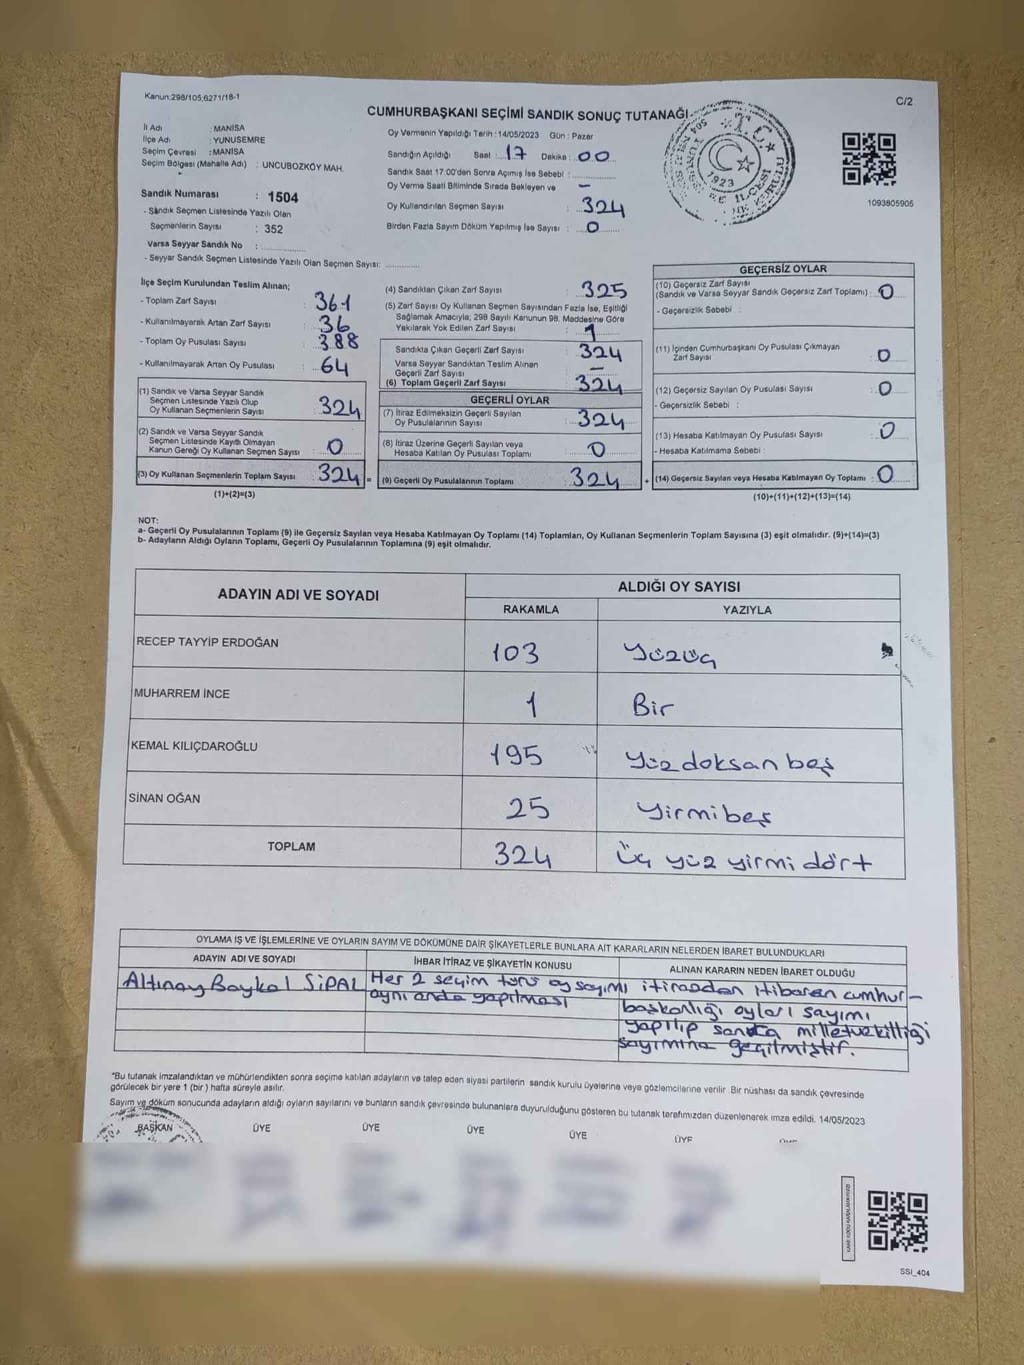 Kanun:298/105;6271/18-1
C/2
CUMHURBAŞKANI SEÇİMİ SANDIK SONUÇ TUTANAĞI
İl Adı : MANİSA
İlçe Adı : YUNUSEMRE
Seçim Çevresi : MANİSA
Seçim Bölgesi (Mahalle Adı) : UNCUBOZKÖY MAH.
Sandık Numarası : 1504
- Sandık Seçmen Listesinde Yazılı Olan
Seçmenlerin Sayısı : 352
Varsa Seyyar Sandık No :
- Seyyar Sandık Seçmen Listesinde Yazılı Olan Seçmen Sayısı:
Oy Vermenin Yapıldığı Tarih :14/05/2023 Gün : Pazar
Sandığın Açıldığı Saat : 17 Dakika : 00
Sandık Saat 17:00'den Sonra Açımış İse Sebebi :
Oy Verme Saati Bitiminde Sırada Bekleyen ve
Oy Kullandırılan Seçmen Sayısı : 324
Birden Fazla Sayım Döküm Yapılmış İse Sayısı : 0
T.C.
1923
1093805905
İlçe Seçim Kurulundan Teslim Alınan;
- Toplam Zarf Sayısı : 361
- Kullanılmayarak Artan Zarf Sayısı : 36
- Toplam Oy Pusulası Sayısı : 388
- Kullanılmayarak Artan Oy Pusulası : 64
(1) Sandık ve Varsa Seyyar Sandık
Seçmen Listesinde Yazılı Olup
Oy Kullanan Seçmenlerin Sayısı : 324
(2) Sandık ve Varsa Seyyar Sandık
Seçmen Listesinde Kayıtlı Olmayan
Kanun Gereği Oy Kullanan Seçmen Sayısı : 0
(3) Oy Kullanan Seçmenlerin Toplam Sayısı : 324 =
(1)+(2)=(3)
(4) Sandıktan Çıkan Zarf Sayısı : 325
(5) Zarf Sayısı Oy Kullanan Seçmen Sayısından Fazla İse, Eşitliği
Sağlamak Amacıyla; 298 Sayılı Kanunun 98. Maddesine Göre
Yakılarak Yok Edilen Zarf Sayısı : 1
Sandıkta Çıkan Geçerli Zarf Sayısı : 324
Varsa Seyyar Sandıktan Teslim Alınan
Geçerli Zarf Sayısı : –
(6) Toplam Geçerli Zarf Sayısı : 324
GEÇERLİ OYLAR
(7) İtiraz Edilmeksizin Geçerli Sayılan
Oy Pusulalarının Sayısı : 324
(8) İtiraz Üzerine Geçerli Sayılan veya
Hesaba Katılan Oy Pusulası Toplamı : 0
(9) Geçerli Oy Pusulalarının Toplamı : 324 +
GEÇERSİZ OYLAR
(10) Geçersiz Zarf Sayısı
(Sandık ve Varsa Seyyar Sandık Geçersiz Zarf Toplamı) : 0
- Geçersizlik Sebebi :
(11) İçinden Cumhurbaşkanı Oy Pusulası Çıkmayan
Zarf Sayısı : 0
(12) Geçersiz Sayılan Oy Pusulası Sayısı : 0
- Geçersizlik Sebebi :
(13) Hesaba Katılmayan Oy Pusulası Sayısı : 0
- Hesaba Katılmama Sebebi :
(14) Geçersiz Sayılan veya Hesaba Katılmayan Oy Toplamı : 0
(10)+(11)+(12)+(13)=(14)
NOT:
a- Geçerli Oy Pusulalarının Toplamı (9) ile Geçersiz Sayılan veya Hesaba Katılmayan Oy Toplamı (14) Toplamları, Oy Kullanan Seçmenlerin Toplam Sayısına (3) eşit olmalıdır. (9)+(14)=(3)
b- Adayların Aldığı Oyların Toplamı, Geçerli Oy Pusulalarının Toplamına (9) eşit olmalıdır.
ADAYIN ADI VE SOYADI ALDIĞI OY SAYISI
RAKAMLA YAZIYLA
RECEP TAYYİP ERDOĞAN 103 Yüzüç
MUHARREM İNCE 1 Bir
KEMAL KILIÇDAROĞLU 195 Yüz doksan beş
SİNAN OĞAN 25 Yirmi beş
TOPLAM 324 Üç yüz yirmi dört
OYLAMA İŞ VE İŞLEMLERİNE VE OYLARIN SAYIM VE DÖKÜMÜNE DAİR ŞİKAYETLERLE BUNLARA AİT KARARLARIN NELERDEN İBARET BULUNDUKLARI
ADAYIN ADI VE SOYADI İHBAR İTİRAZ VE ŞİKAYETİN KONUSU ALINAN KARARIN NEDEN İBARET OLDUĞU
Altınay Baykal SİPAL Her 2 seçim türü oy sayımı itirazdan itibaren cumhur-
aynı anda yapılması başkanlığı oyları sayımı
yapılıp sonra milletvekilliği
sayımına geçilmiştir.
"Bu tutanak imzalandıktan ve mühürlendikten sonra seçime katılan adayların ve talep eden siyasi partilerin sandık kurulu üyelerine veya gözlemcilerine verilir. Bir nüshası da sandık çevresinde
görülecek bir yere 1 (bir) hafta süreyle asılır.
Sayım ve döküm sonucunda adayların aldığı oyların sayılarını ve bunların sandık çevresinde bulunanlara duyurulduğunu gösteren bu tutanak tarafımızdan düzenlenerek imza edildi. 14/05/2023
BAŞKAN ÜYE ÜYE ÜYE ÜYE ÜYE
SSI_404